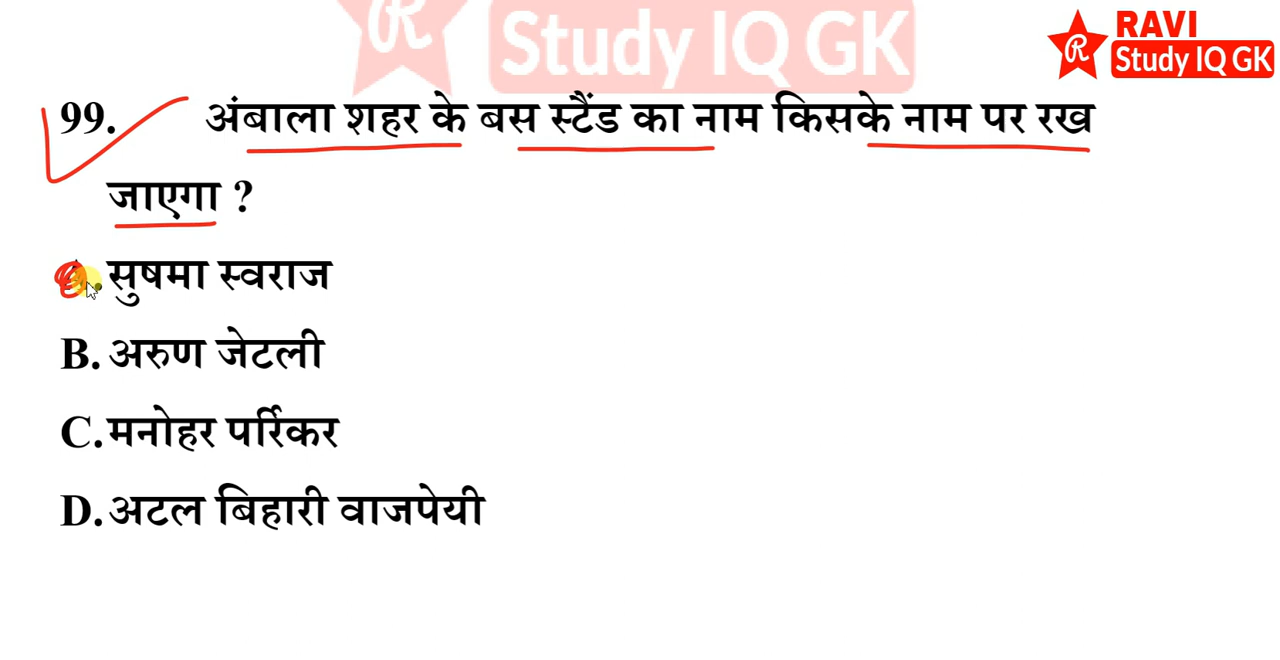 Study IQ GK
RAVI
Study IQ GK
99. अंबाला शहर के बस स्टैंड का नाम किसके नाम पर रख
जाएगा ?
सुषमा स्वराज
B. अरुण जेटली
C. मनोहर पर्रिकर
D. अटल बिहारी वाजपेयी